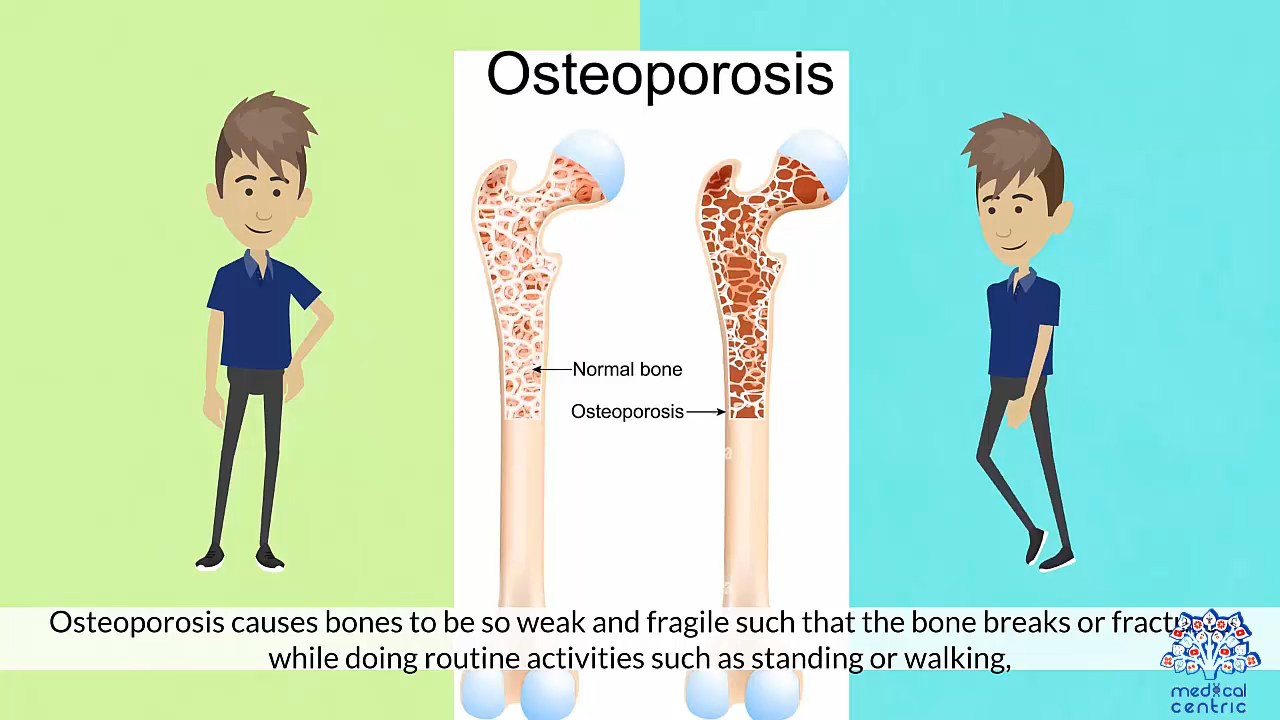 Osteoporosis
Normal bone
Osteoporosis
Osteoporosis causes bones to be so weak and fragile such that the bone breaks or
while doing routine activities such as standing or walking,
medical
centric